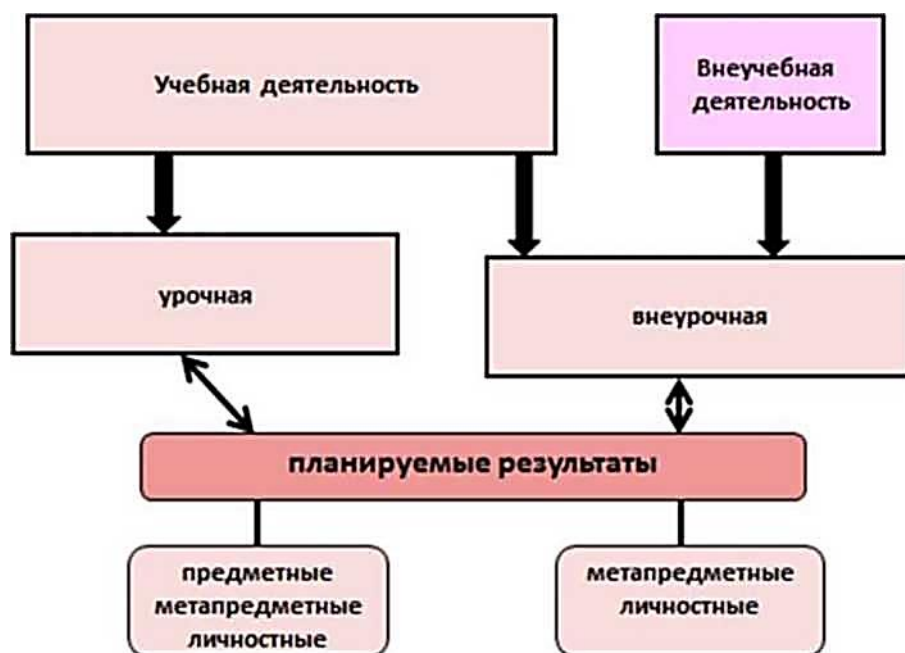 Учебная деятельность
Внеучебная
деятельность
урочная
внеурочная
планируемые результаты
предметные
метапредметные
личностные
метапредметные
личностные